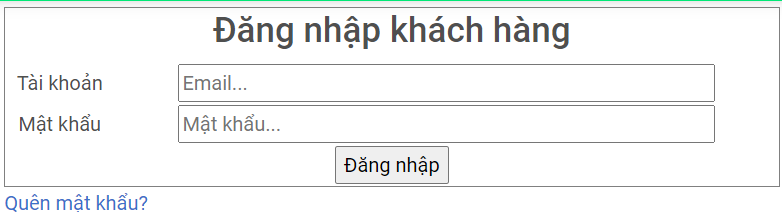 Đăng nhập khách hàng
Tài khoản Email...
Mật khẩu Mật khẩu...
Đăng nhập
Quên mật khẩu?